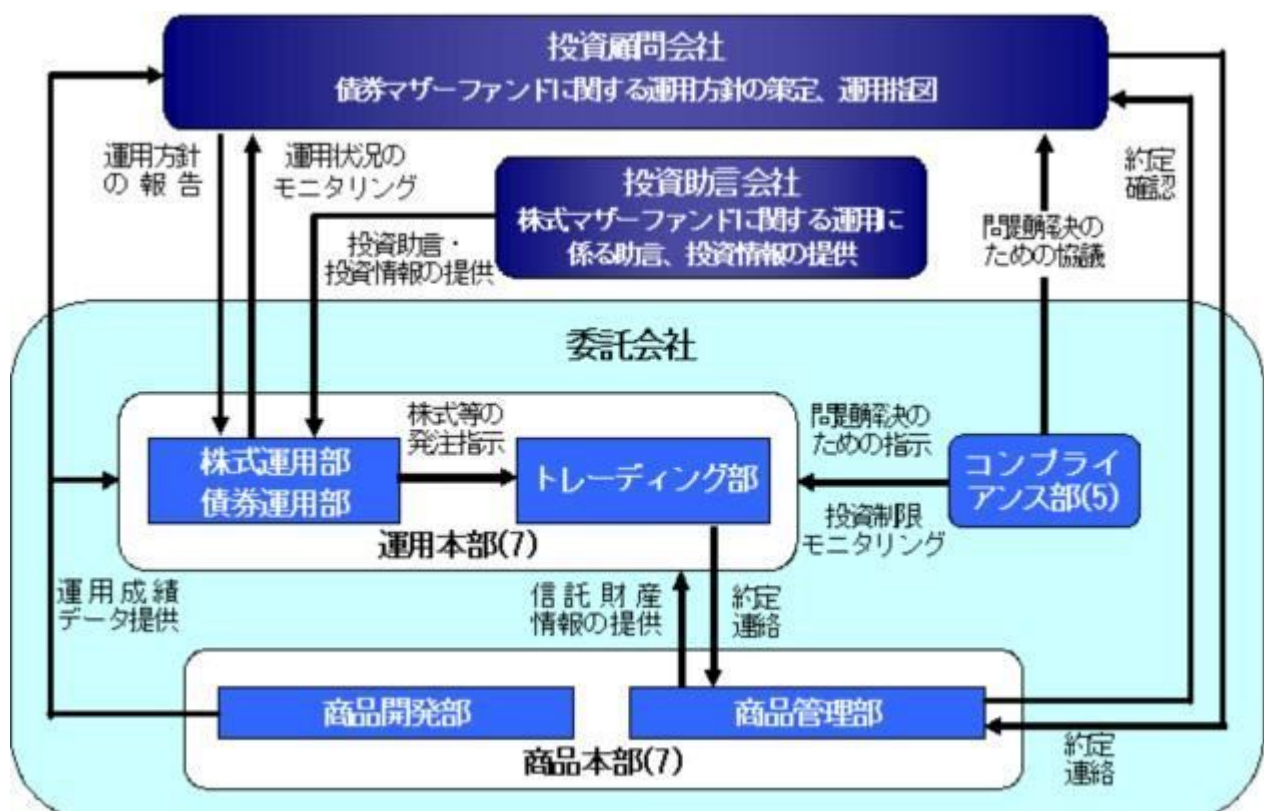 投資顧問会社
債券マザーファンドに関する運用方針の策定、運用指図
運用方針
の報告
運用状況の
モニタリング
投資助言会社
株式マザーファンドに関する運用に
係る助言、投資情報の提供
投資助言・
投資情報の提供
問題解決の
ための協議
約定
確認
委託会社
株式運用部
債券運用部
株式等の
発注指示
トレーディング部
運用本部(7)
問題解決の
ための指示
コンプライ
アンス部(5)
投資制限
モニタリング
運用成績
データ提供
信託財産
情報の提供
約定
連絡
商品開発部
商品管理部
商品本部(7)
約定
連絡